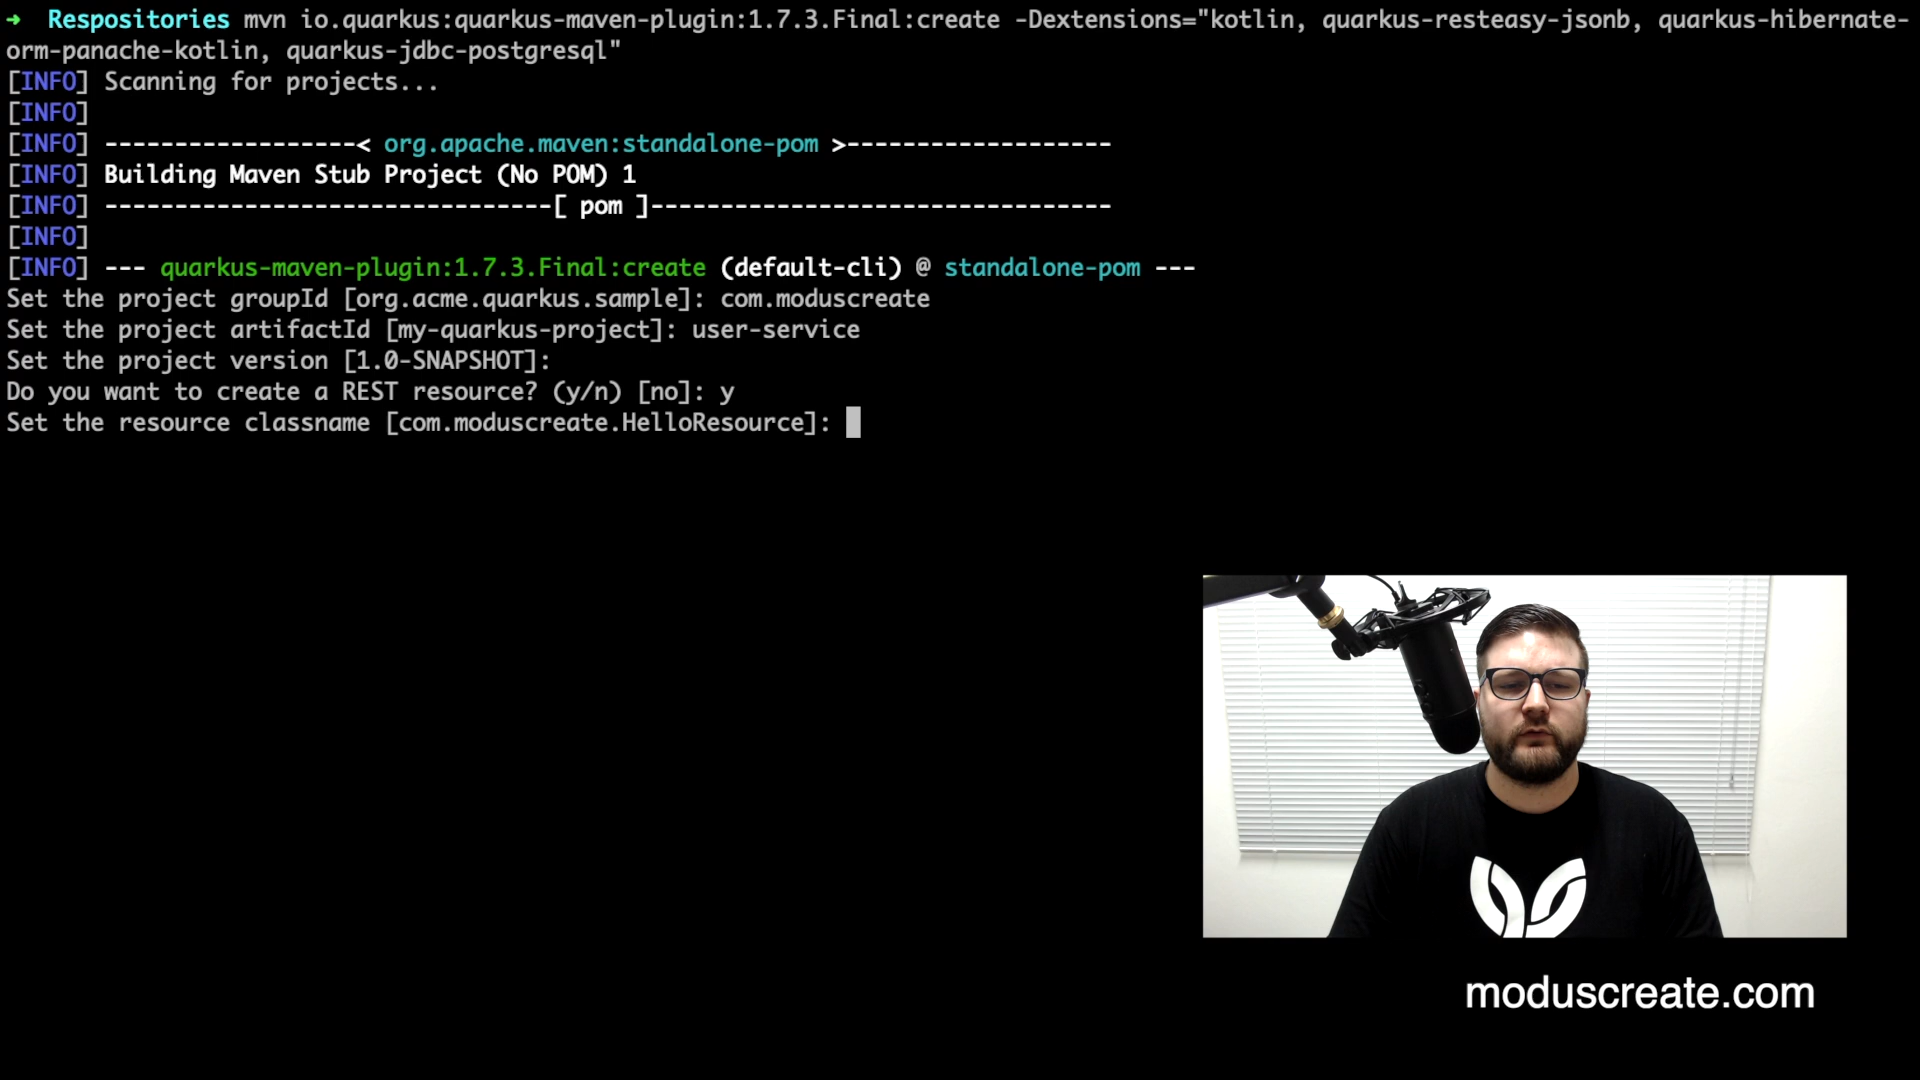 ➜  Respositories mvn io.quarkus:quarkus-maven-plugin:1.7.3.Final:create -Dextensions="kotlin, quarkus-resteasy-jsonb, quarkus-hibernate-
orm-panache-kotlin, quarkus-jdbc-postgresql"
[INFO] Scanning for projects...
[INFO]
[INFO] ------------------< org.apache.maven:standalone-pom >-------------------
[INFO] Building Maven Stub Project (No POM) 1
[INFO] --------------------------------[ pom ]---------------------------------
[INFO]
[INFO] --- quarkus-maven-plugin:1.7.3.Final:create (default-cli) @ standalone-pom ---
Set the project groupId [org.acme.quarkus.sample]: com.moduscreate
Set the project artifactId [my-quarkus-project]: user-service
Set the project version [1.0-SNAPSHOT]:
Do you want to create a REST resource? (y/n) [no]: y
Set the resource classname [com.moduscreate.HelloResource]:
moduscreate.com